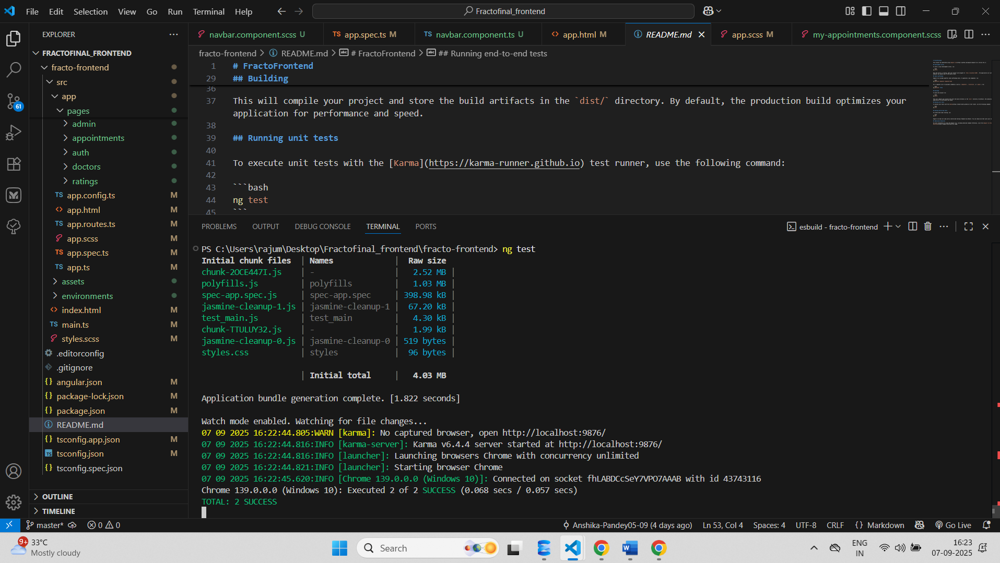 File Edit Selection View Go Run Terminal Help
Fractofinal_frontend
EXPLORER
FRACTOFINAL_FRONTEND
fracto-frontend
src
app
pages
admin
appointments
auth
doctors
ratings
TS app.config.ts M
<> app.html M
TS app.routes.ts M
app.scss M
TS app.spec.ts M
TS app.ts M
assets
environments
<> index.html M
TS main.ts M
styles.scss M
.editorconfig
.gitignore
{} angular.json M
{} package-lock.json M
{} package.json M
README.md
{} tsconfig.app.json M
TS tsconfig.json M
{} tsconfig.spec.json
OUTLINE
TIMELINE
61
navbar.component.scss U
TS app.spec.ts M
TS navbar.component.ts U
<> app.html M
README.md
app.scss M
my-appointments.component.scss
fracto-frontend > README.md > # FractoFrontend > ## Running end-to-end tests
1 # FractoFrontend
29 ## Building
36
37 This will compile your project and store the build artifacts in the `dist/` directory. By default, the production build optimizes your
application for performance and speed.
38
39 ## Running unit tests
40
41 To execute unit tests with the [Karma](https://karma-runner.github.io) test runner, use the following command:
42
43 ```bash
44 ng test
45 ```
PROBLEMS OUTPUT DEBUG CONSOLE TERMINAL PORTS
esbuild - fracto-frontend
PS C:\Users\rajum\Desktop\Fractofinal_frontend\fracto-frontend> ng test
Initial chunk files | Names | Raw size
chunk-2OCE447I.js | - | 2.52 MB |
polyfills.js | polyfills | 1.03 MB |
spec-app.spec.js | spec-app.spec | 398.98 kB |
jasmine-cleanup-1.js | jasmine-cleanup-1 | 67.20 kB |
test_main.js | test_main | 4.30 kB |
chunk-TTULUY32.js | - | 1.99 kB |
jasmine-cleanup-0.js | jasmine-cleanup-0 | 519 bytes |
styles.css | styles | 96 bytes |
| Initial total | 4.03 MB
Application bundle generation complete. [1.822 seconds]
Watch mode enabled. Watching for file changes...
07 09 2025 16:22:44.805:WARN [karma]: No captured browser, open http://localhost:9876/
07 09 2025 16:22:44.816:INFO [karma-server]: Karma v6.4.4 server started at http://localhost:9876/
07 09 2025 16:22:44.816:INFO [launcher]: Launching browsers Chrome with concurrency unlimited
07 09 2025 16:22:44.821:INFO [launcher]: Starting browser Chrome
07 09 2025 16:22:45.620:INFO [Chrome 139.0.0.0 (Windows 10)]: Connected on socket fhLABDCcSeY7VPO7AAAB with id 43743116
Chrome 139.0.0.0 (Windows 10): Executed 2 of 2 SUCCESS (0.068 secs / 0.057 secs)
TOTAL: 2 SUCCESS
master* 0 0
Anshika-Pandey05-09 (4 days ago) Ln 53, Col 4 Spaces: 4 UTF-8 CRLF {} Markdown Go Live
9+
33°C
Mostly cloudy
Search
ENG
IN
16:23
07-09-2025